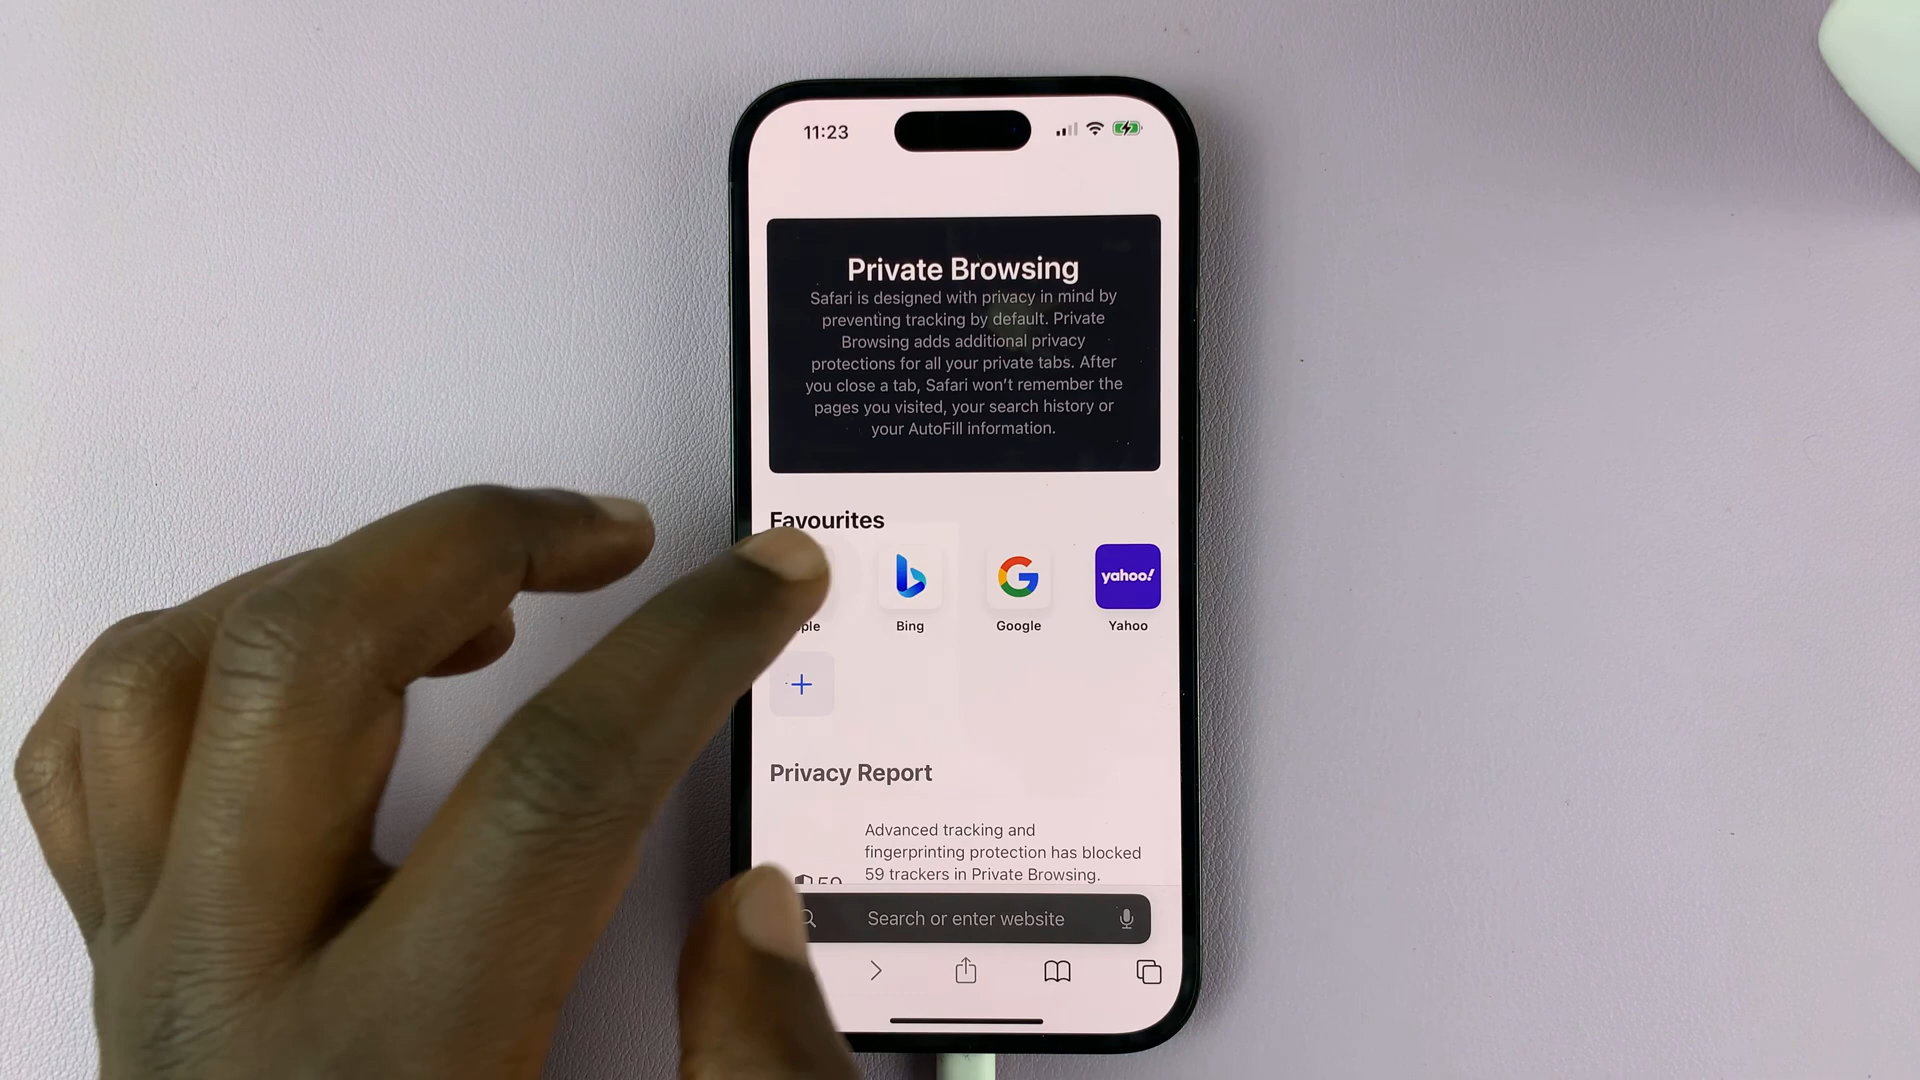 11:23
Private Browsing
Safari is designed with privacy in mind by
preventing tracking by default. Private
Browsing adds additional privacy
protections for all your private tabs. After
you close a tab, Safari won't remember the
pages you visited, your search history or
your AutoFill information.
Favourites
yahoo!
Bing
Google
Yahoo
Privacy Report
Advanced tracking and
fingerprinting protection has blocked
59 trackers in Private Browsing.
Search or enter website